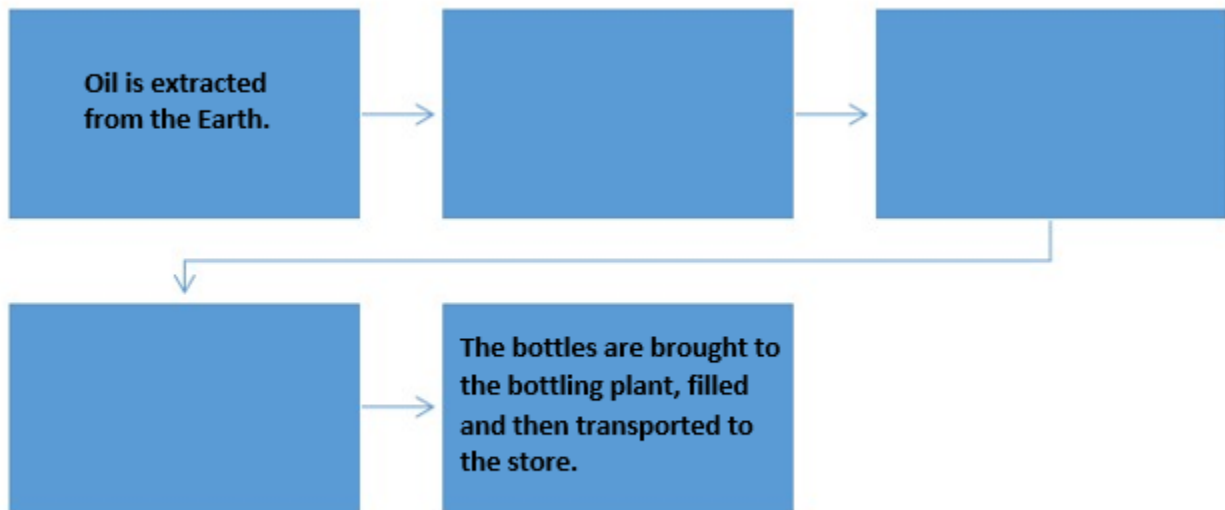 Oil is extracted
from the Earth.
The bottles are brought to
the bottling plant, filled
and then transported to
the store.